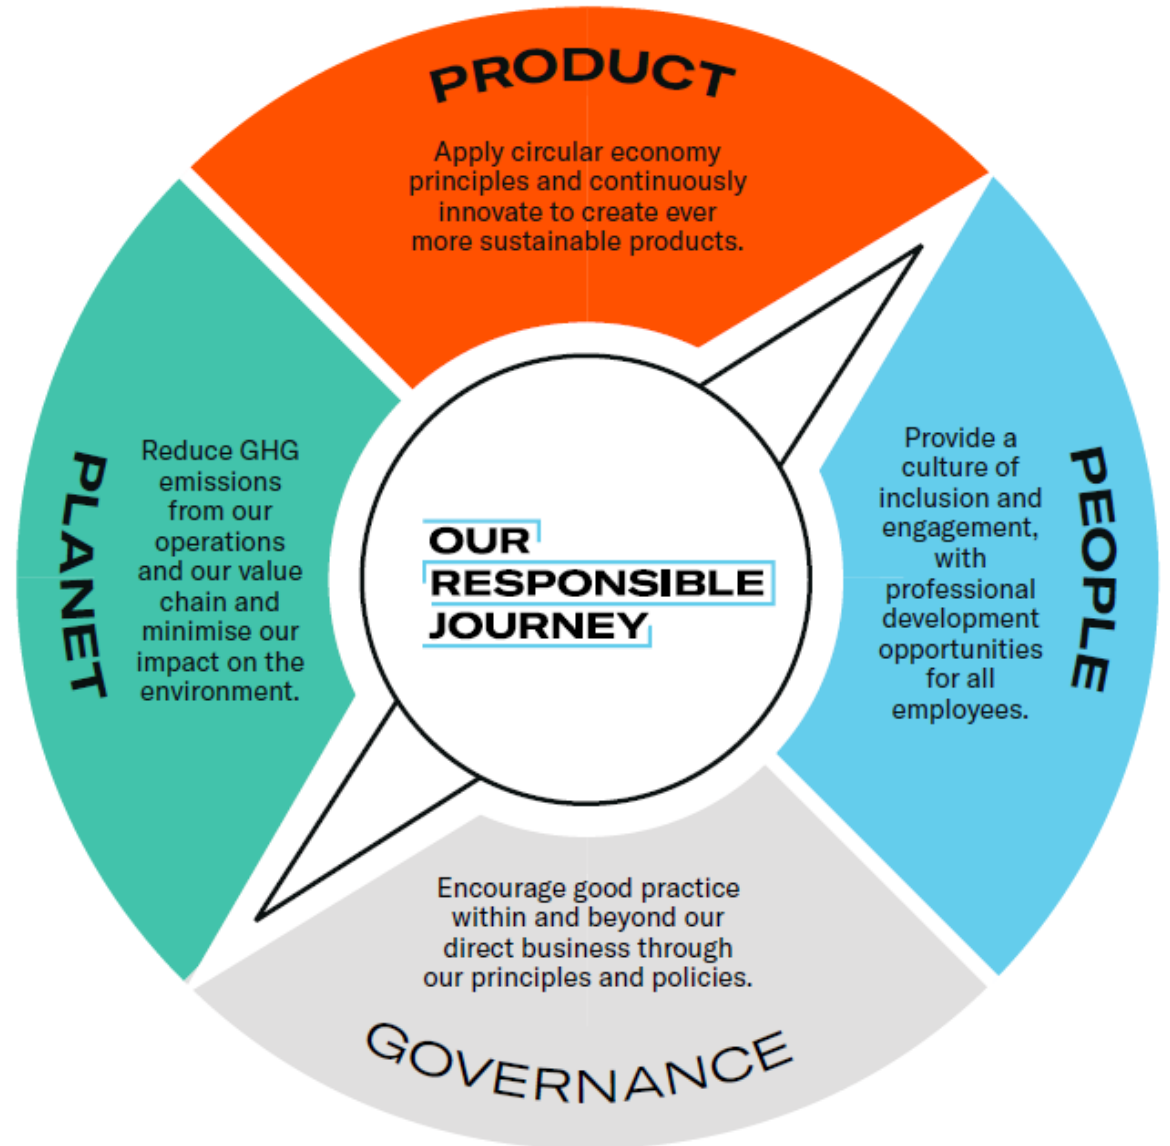 PRODUCT
Apply circular economy
principles and continuously
innovate to create ever
more sustainable products.
PLANET
Reduce GHG
emissions
from our
operations
and our value
chain and
minimise our
impact on the
environment.
OUR
RESPONSIBLE
JOURNEY
PEOPLE
Provide a
culture of
inclusion and
engagement,
with
professional
development
opportunities
for all
employees.
Encourage good practice
within and beyond our
direct business through
our principles and policies.
GOVERNANCE